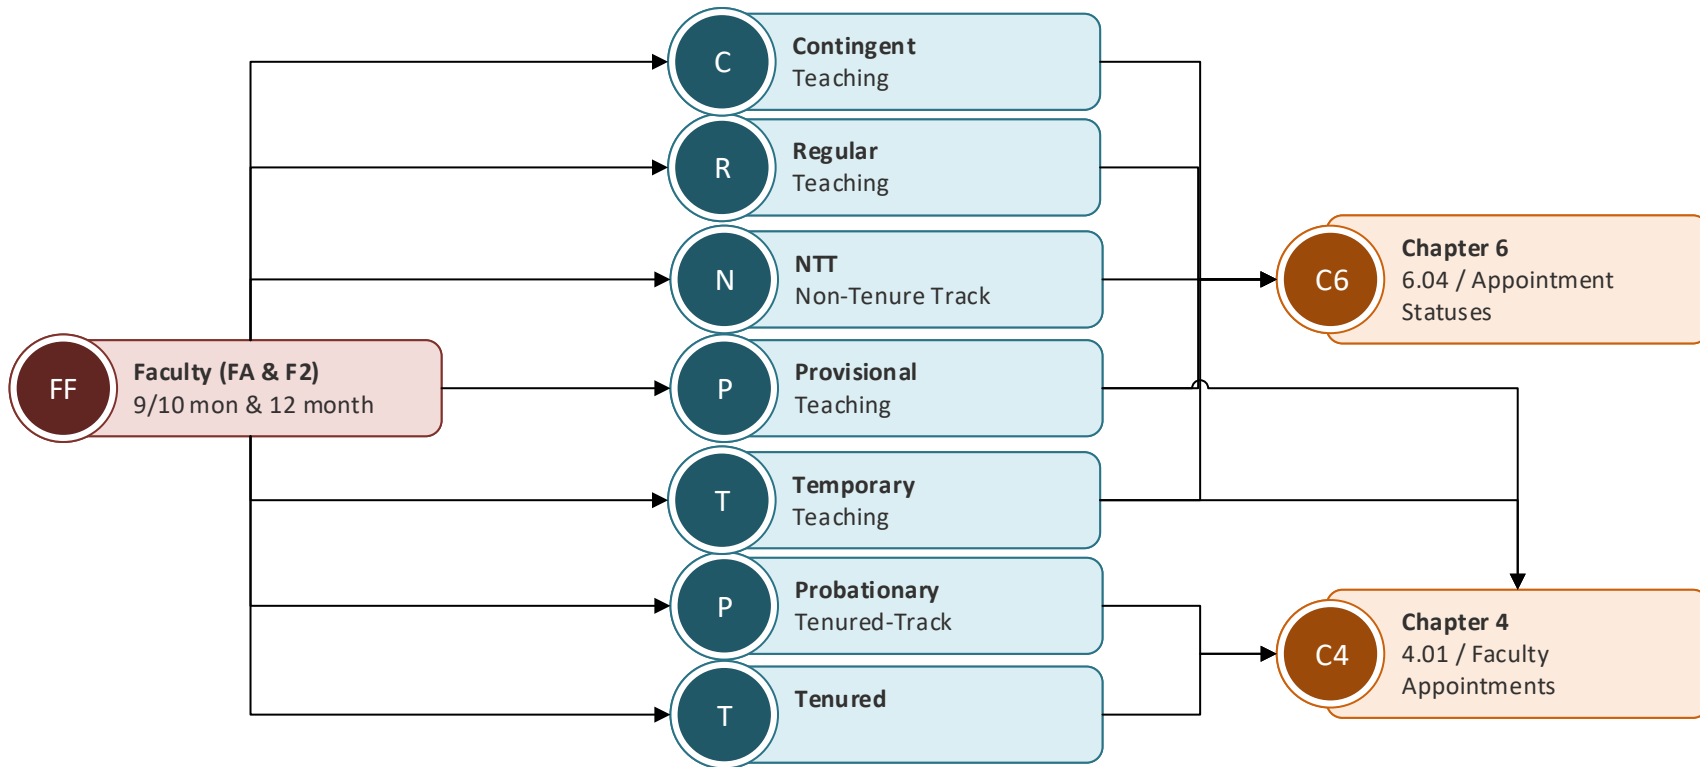 C
Contingent
Teaching
R
Regular
Teaching
N
NTT
Non-Tenure Track
FF
Faculty (FA & F2)
9/10 mon & 12 month
P
Provisional
Teaching
T
Temporary
Teaching
P
Probationary
Tenured-Track
T
Tenured
C6
Chapter 6
6.04 / Appointment
Statuses
C4
Chapter 4
4.01 / Faculty
Appointments